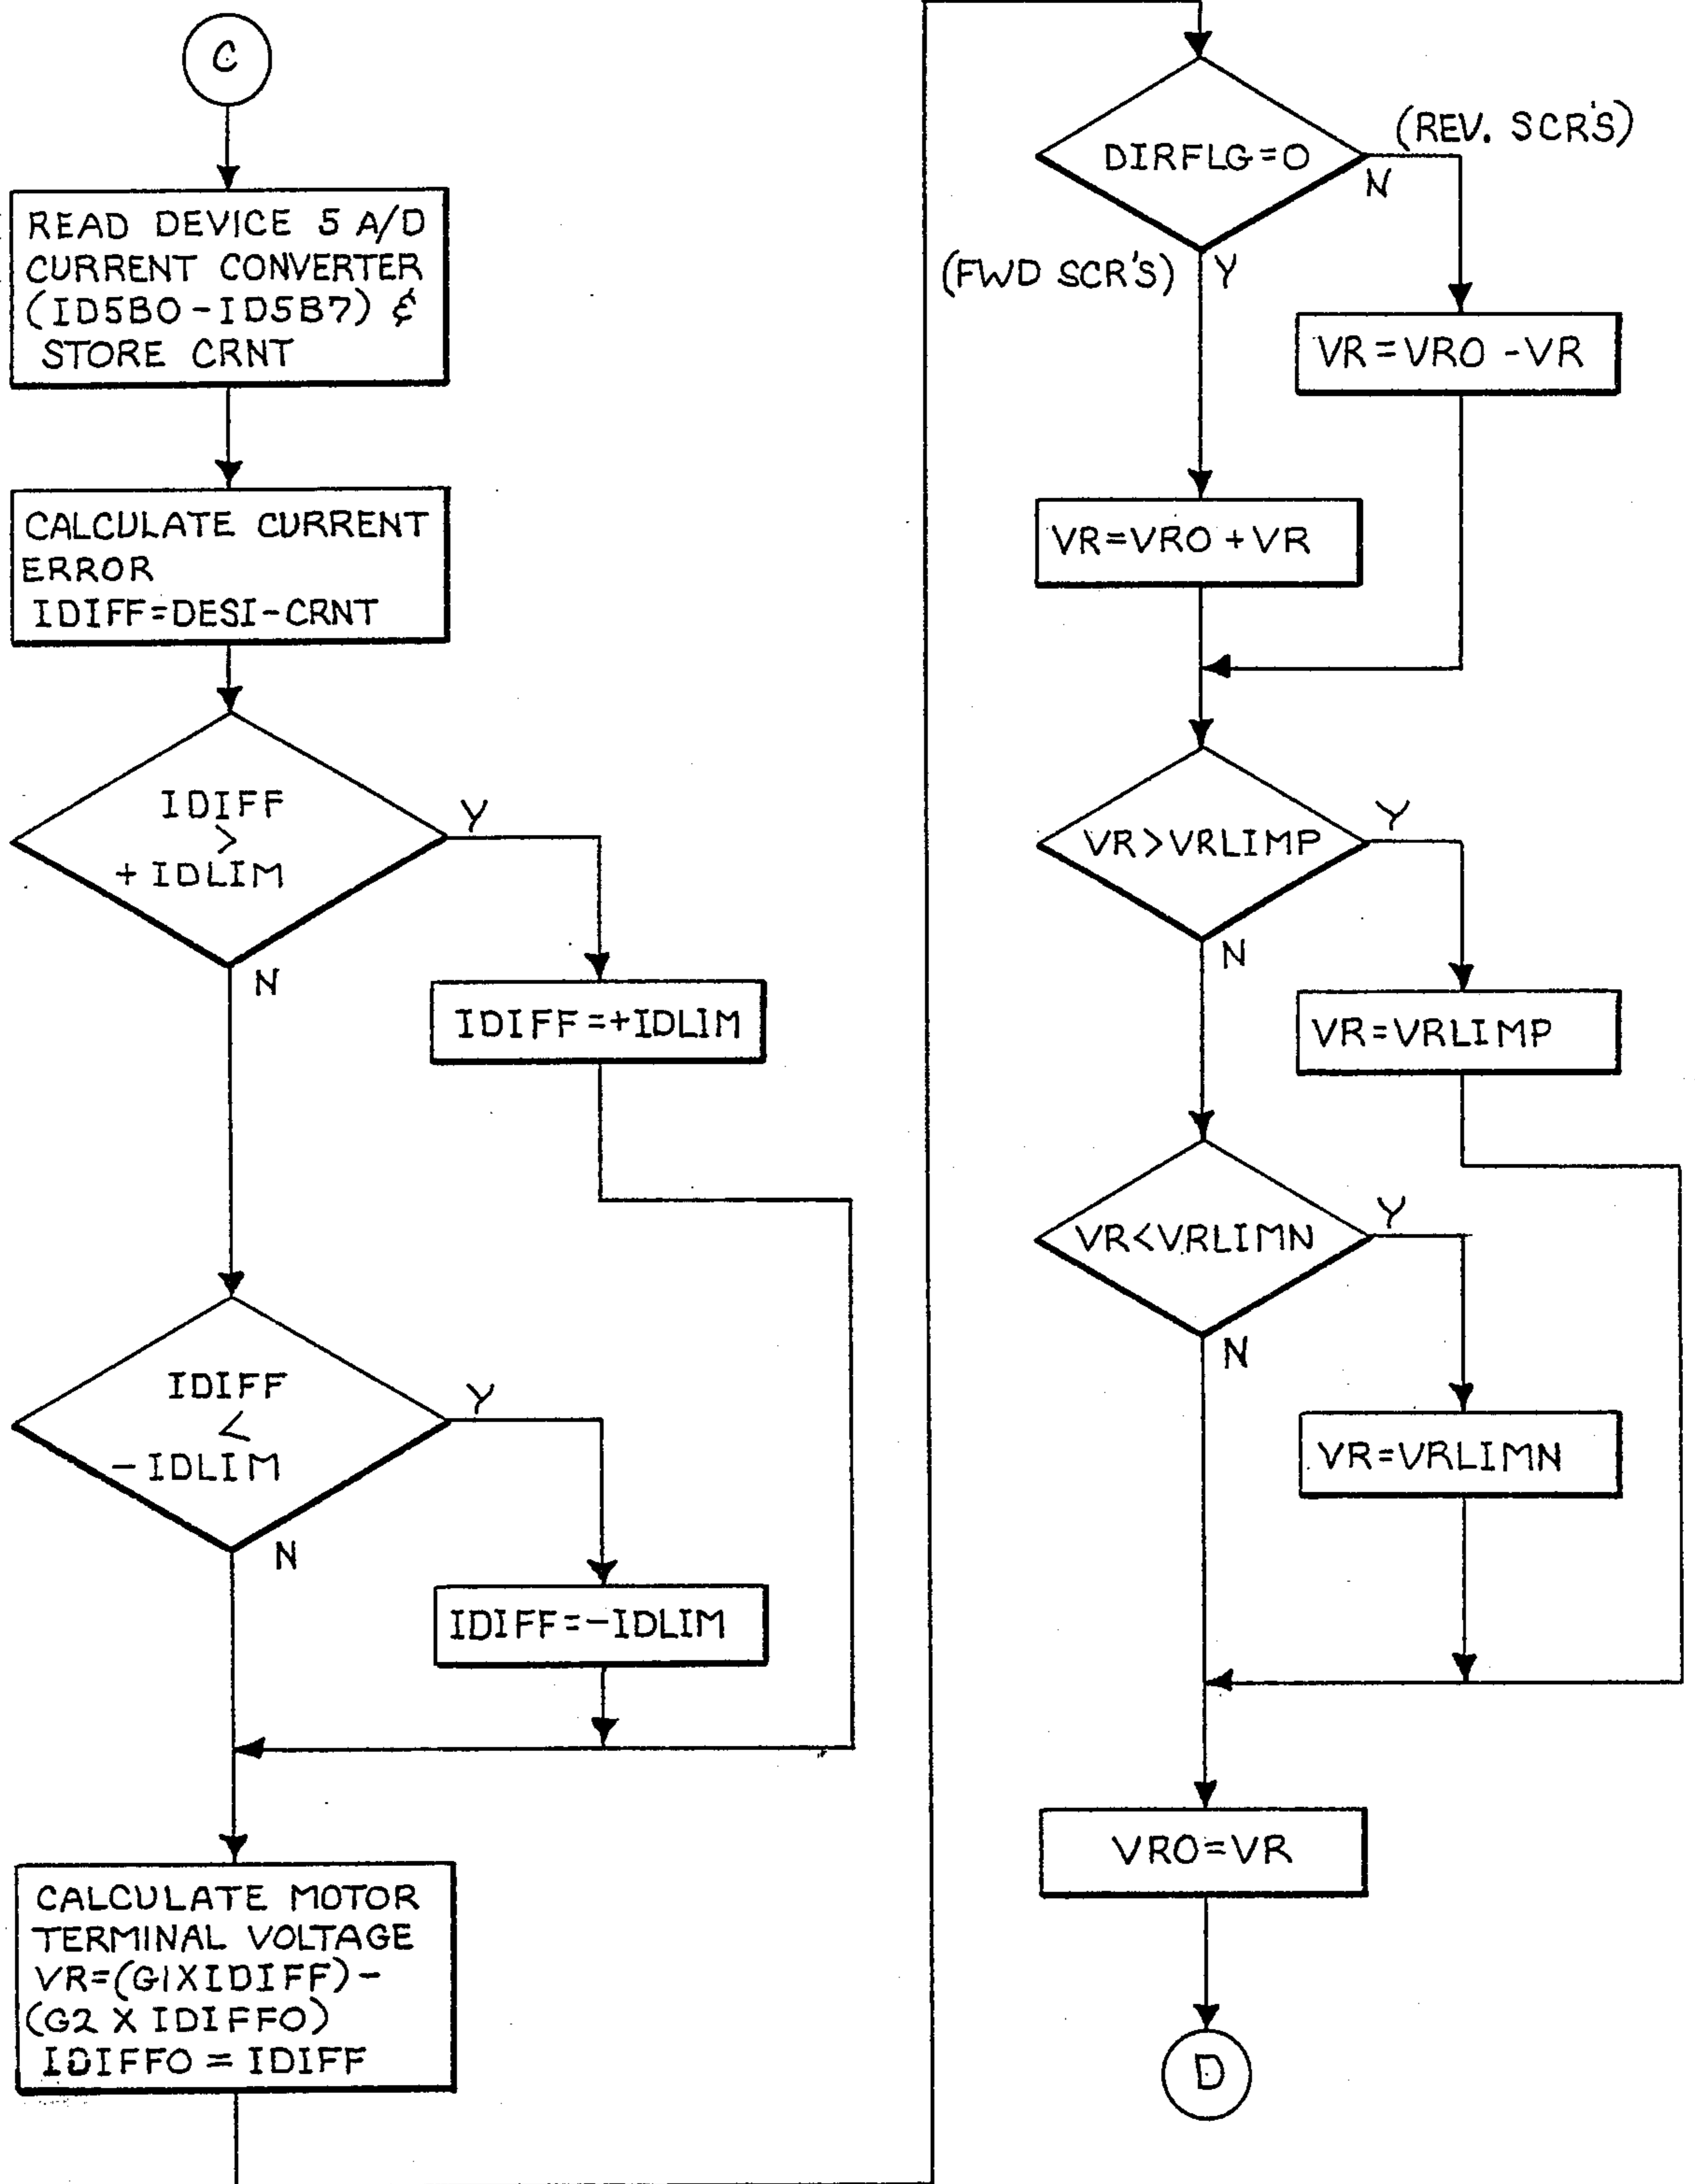 C
READ DEVICE 5 A/D
CURRENT CONVERTER
(ID5B0-ID5B7) &
STORE CRNT
CALCULATE CURRENT
ERROR
IDIFF=DESI-CRNT
IDIFF
>
+IDLIM
Y
N
IDIFF=+IDLIM
IDIFF
<
-IDLIM
Y
N
IDIFF=-IDLIM
CALCULATE MOTOR
TERMINAL VOLTAGE
VR=(G1XIDIFF)-
(G2 X IDIFFO)
IDIFFO = IDIFF
DIRFLG=0
(REV. SCR'S)
N
(FWD SCR'S)
Y
VR=VRO-VR
VR=VRO+VR
VR>VRLIMP
Y
N
VR=VRLIMP
VR<VRLIMN
Y
N
VR=VRLIMN
VRO=VR
D